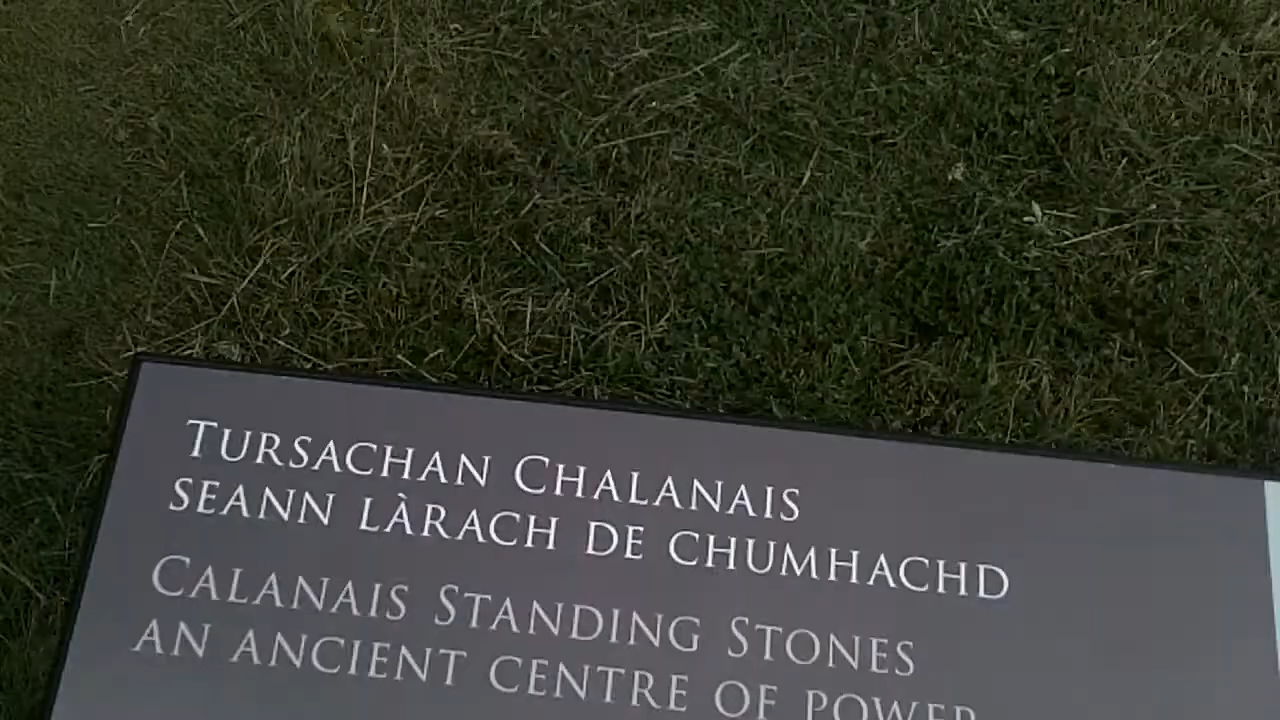 TURSACHAN CHALANAIS
SEANN LÀRACH DE CHUMHACHD
CALANAIS STANDING STONES
AN ANCIENT CENTRE OF POWER